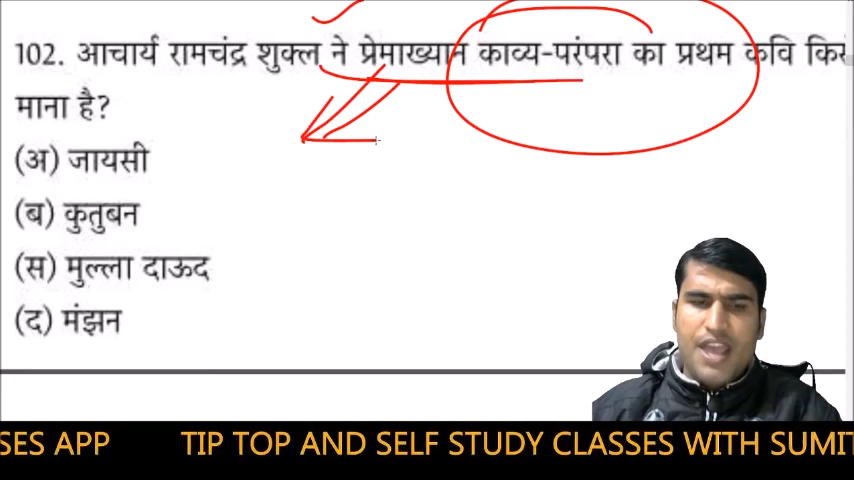 102. आचार्य रामचंद्र शुक्ल ने प्रेमाख्यान काव्य-परंपरा का प्रथम कवि
माना है?
(अ) जायसी
(ब) कुतुबन
(स) मुल्ला दाऊद
(द) मंझन
SES APP TIP TOP AND SELF STUDY CLASSES WITH SUMIT